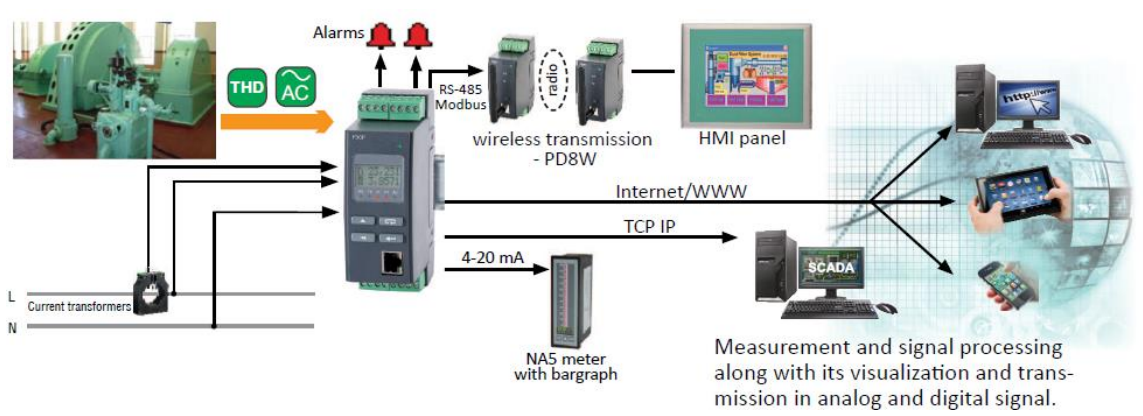 Alarms
THD
AC
RS-485
Modbus
radio
wireless transmission
- PD8W
HMI panel
http://www
Internet/WWW
TCP IP
SCADA
4-20 mA
L
Current transformers
N
NA5 meter
with bargraph
Measurement and signal processing
along with its visualization and trans-
mission in analog and digital signal.